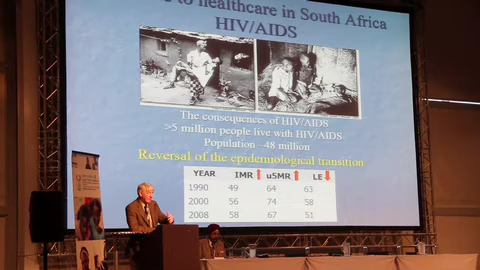 to healthcare in South Africa
HIV/AIDS
The consequences of HIV/AIDS
>5 million people live with HIV/AIDS
Population –48 million
Reversal of the epidemiological transition
YEAR IMR u5MR LE
1990 49 64 63
2000 56 74 58
2008 58 67 51